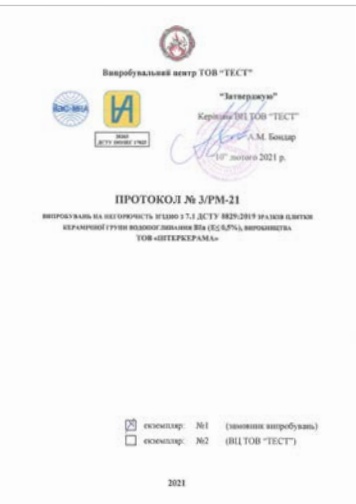 Випробувальний центр ТОВ "ТЕСТ"
"Затверджую"
Керівник ВЦ ТОВ "ТЕСТ"
А.М. Бондар
"10" лютого 2021 р.
ПРОТОКОЛ № 3/РМ-21
ВИПРОБУВАНЬ НА НЕГОРЮЧІСТЬ ЗГІДНО З 7.1 ДСТУ 8829:2019 ЗРАЗКІВ ПЛИТКИ
КЕРАМІЧНОЇ ГРУПИ ВОДОПОГЛИНАННЯ BIa (E≤0,5%), ВИРОБНИЦТВА
ТОВ «ІНТЕРКЕРАМА»
екземпляр: №1 (замовник випробувань)
екземпляр: №2 (ВЦ ТОВ "ТЕСТ")
2021